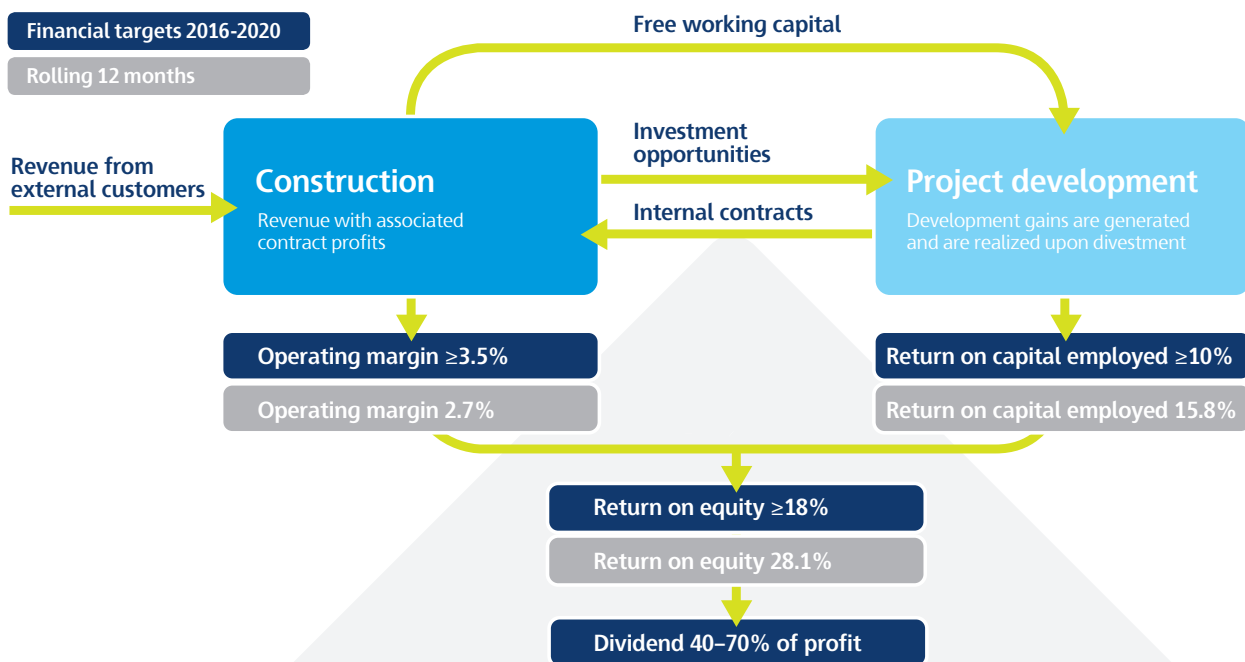 Financial targets 2016-2020
Rolling 12 months
Free working capital
Revenue from
external customers
Construction
Revenue with associated
contract profits
Investment
opportunities
Internal contracts
Project development
Development gains are generated
and are realized upon divestment
Operating margin ≥3.5%
Operating margin 2.7%
Return on capital employed ≥10%
Return on capital employed 15.8%
Return on equity ≥18%
Return on equity 28.1%
Dividend 40–70% of profit